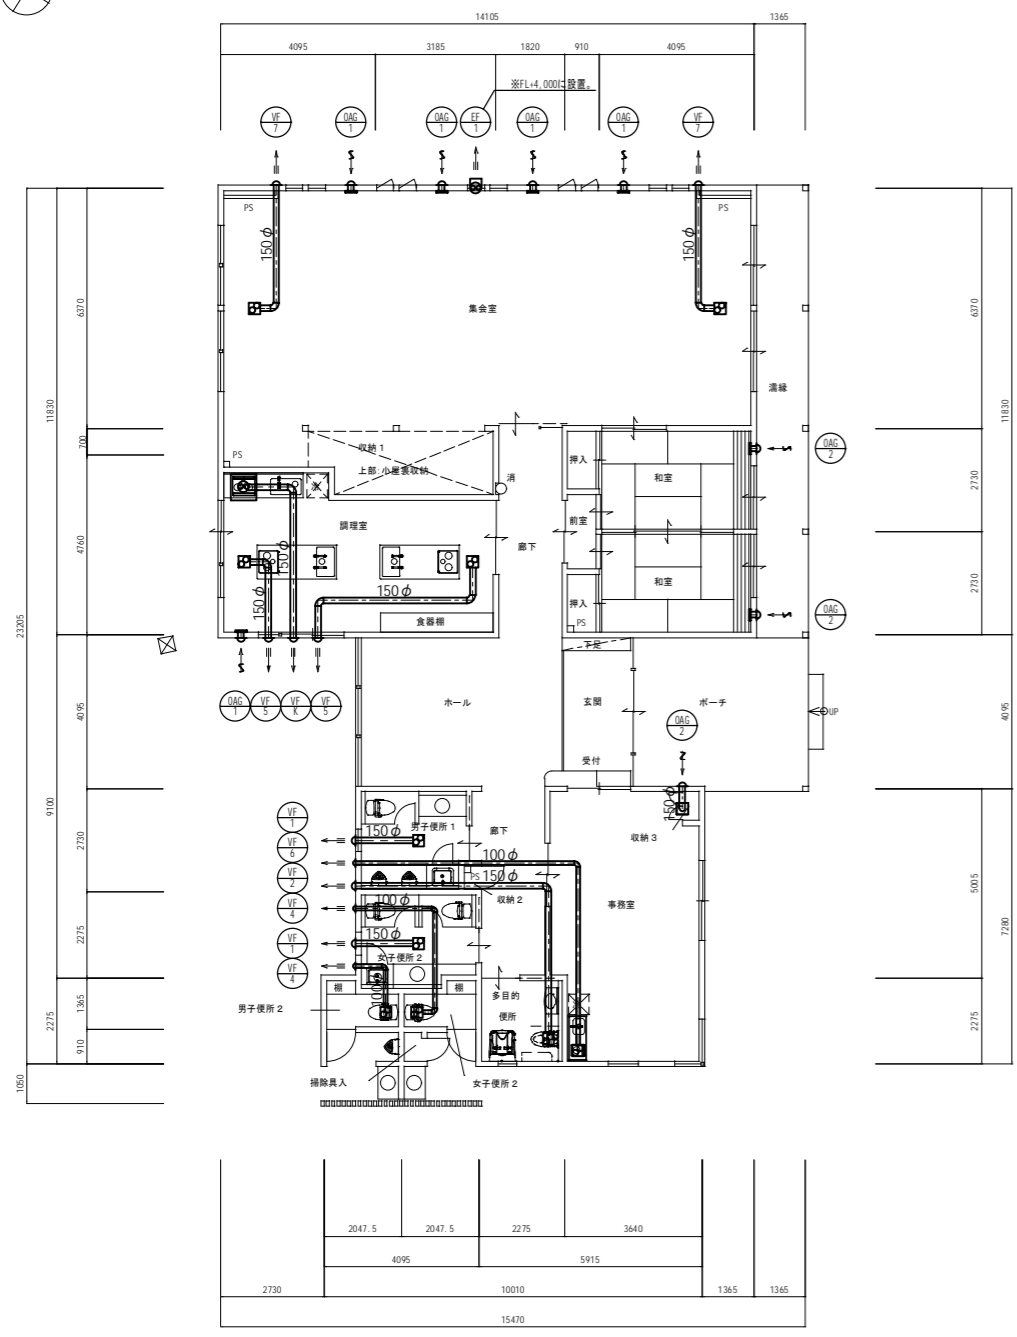 14105
1365
4095
3185
1820
910
4095
※FL+4,000に設置。
VF
7
OAG
1
OAG
1
EF
1
OAG
1
OAG
1
VF
7
PS
PS
150φ
150φ
集会室
濡縁
6370
11830
700
4760
23205
4095
9100
2730
2275
2275
1365
910
1050
6370
11830
2730
2730
4095
5005
7280
2275
収納1
上部:小屋裏収納
PS
消
押入
和室
OAG
2
調理室
前室
廊下
150φ
150φ
150φ
和室
押入
PS
食器棚
OAG
2
下足
OAG
1
VF
5
VF
K
VF
5
ホール
玄関
ポーチ
UP
OAG
2
受付
150φ
収納3
VF
1
VF
6
VF
2
VF
4
VF
1
VF
4
男子便所1
廊下
150φ
100φ
PS
150φ
収納2
100φ
事務室
150φ
女子便所2
100φ
棚
棚
多目的
便所
男子便所2
掃除具入
女子便所2
2047.5
2047.5
2275
3640
4095
5915
2730
10010
1365
1365
15470